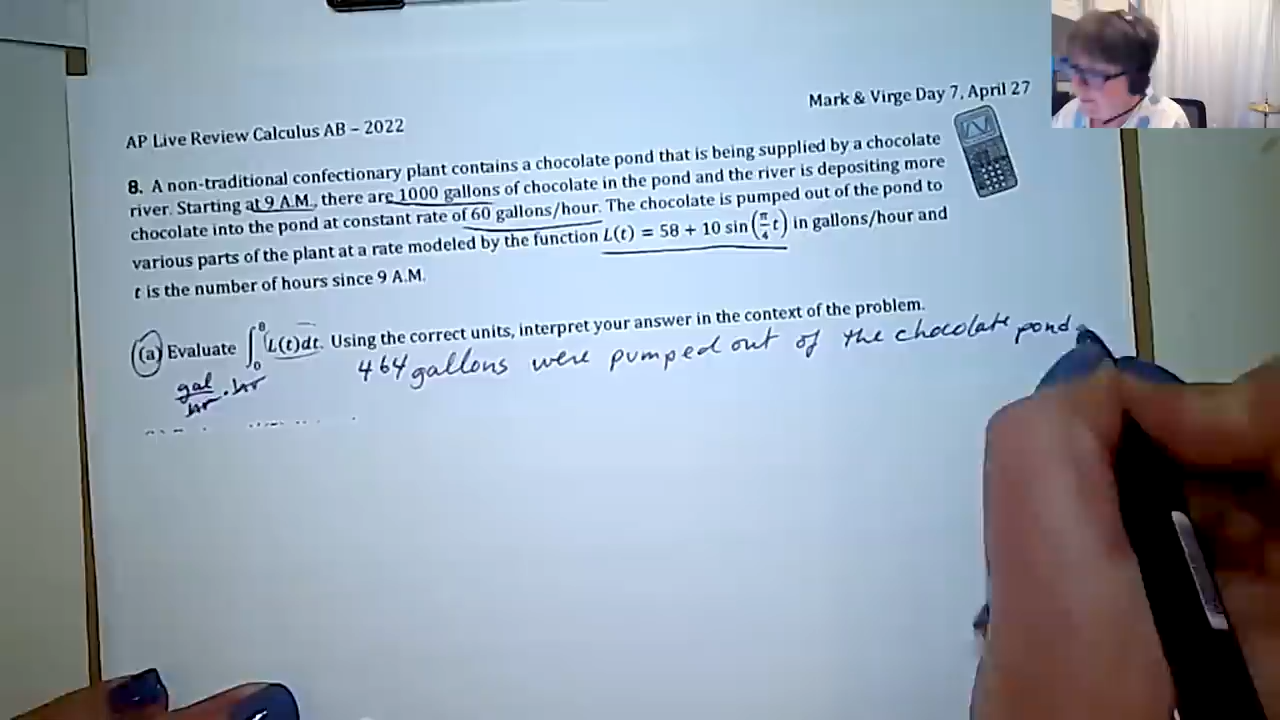 Mark & Virge Day 7, April 27
AP Live Review Calculus AB – 2022
8. A non-traditional confectionary plant contains a chocolate pond that is being supplied by a chocolate
river. Starting at 9 A.M., there are 1000 gallons of chocolate in the pond and the river is depositing more
chocolate into the pond at constant rate of 60 gallons/hour. The chocolate is pumped out of the pond to
various parts of the plant at a rate modeled by the function L(t) = 58 + 10 sin(π/4 t) in gallons/hour and
t is the number of hours since 9 A.M.
(a) Evaluate ∫₀⁸ L(t)dt. Using the correct units, interpret your answer in the context of the problem.
gal/hr · hr 464 gallons were pumped out of the chocolate pond